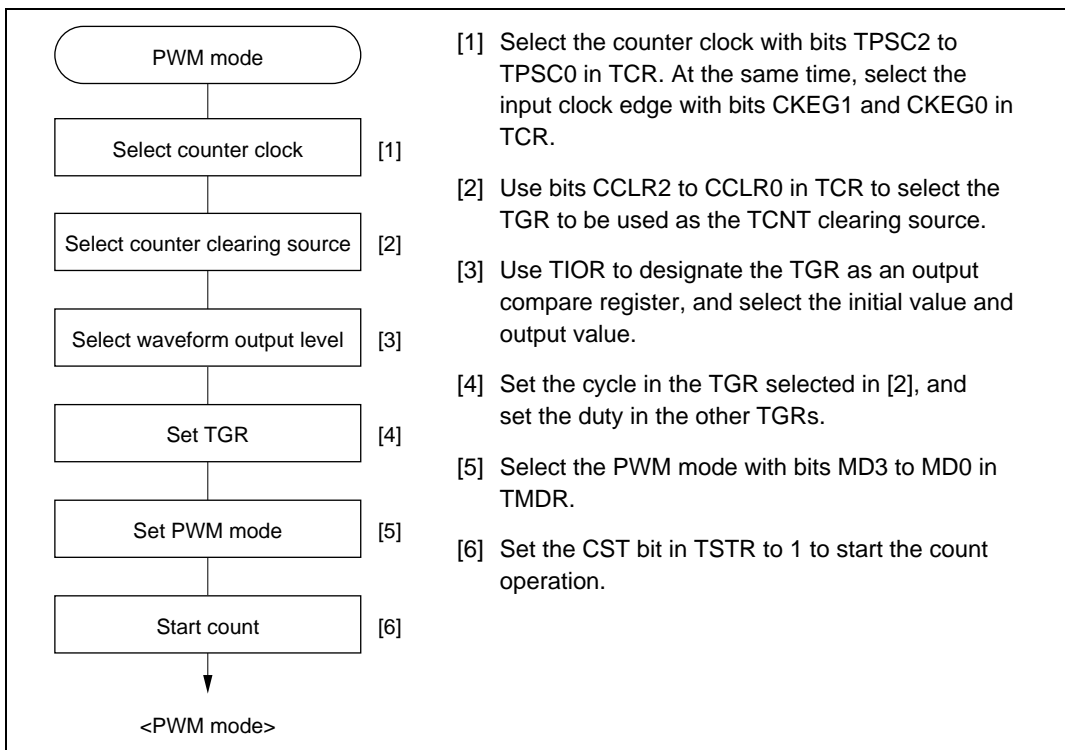 PWM mode
Select counter clock [1]
Select counter clearing source [2]
Select waveform output level [3]
Set TGR [4]
Set PWM mode [5]
Start count [6]
<PWM mode>
[1] Select the counter clock with bits TPSC2 to
TPSC0 in TCR. At the same time, select the
input clock edge with bits CKEG1 and CKEG0 in
TCR.
[2] Use bits CCLR2 to CCLR0 in TCR to select the
TGR to be used as the TCNT clearing source.
[3] Use TIOR to designate the TGR as an output
compare register, and select the initial value and
output value.
[4] Set the cycle in the TGR selected in [2], and
set the duty in the other TGRs.
[5] Select the PWM mode with bits MD3 to MD0 in
TMDR.
[6] Set the CST bit in TSTR to 1 to start the count
operation.